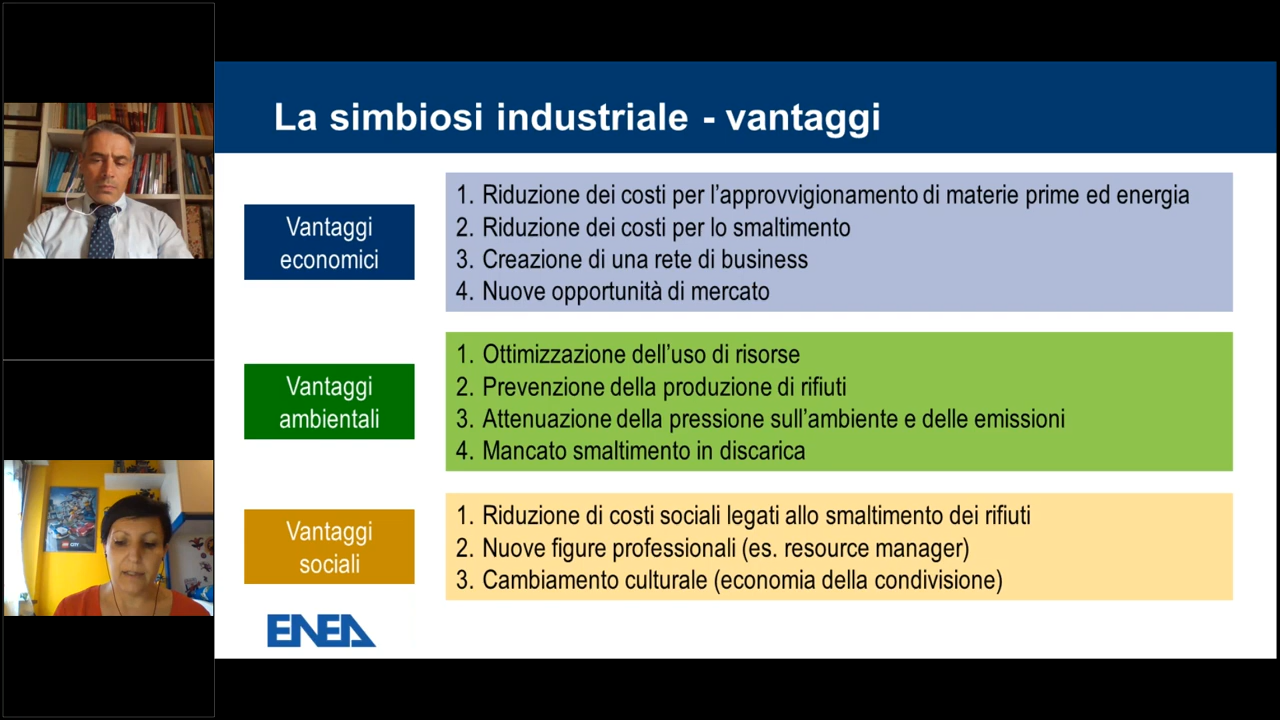 La simbiosi industriale - vantaggi
Vantaggi
economici
1. Riduzione dei costi per l’approvvigionamento di materie prime ed energia
2. Riduzione dei costi per lo smaltimento
3. Creazione di una rete di business
4. Nuove opportunità di mercato
Vantaggi
ambientali
1. Ottimizzazione dell’uso di risorse
2. Prevenzione della produzione di rifiuti
3. Attenuazione della pressione sull’ambiente e delle emissioni
4. Mancato smaltimento in discarica
Vantaggi
sociali
1. Riduzione di costi sociali legati allo smaltimento dei rifiuti
2. Nuove figure professionali (es. resource manager)
3. Cambiamento culturale (economia della condivisione)
ENEA
CITY